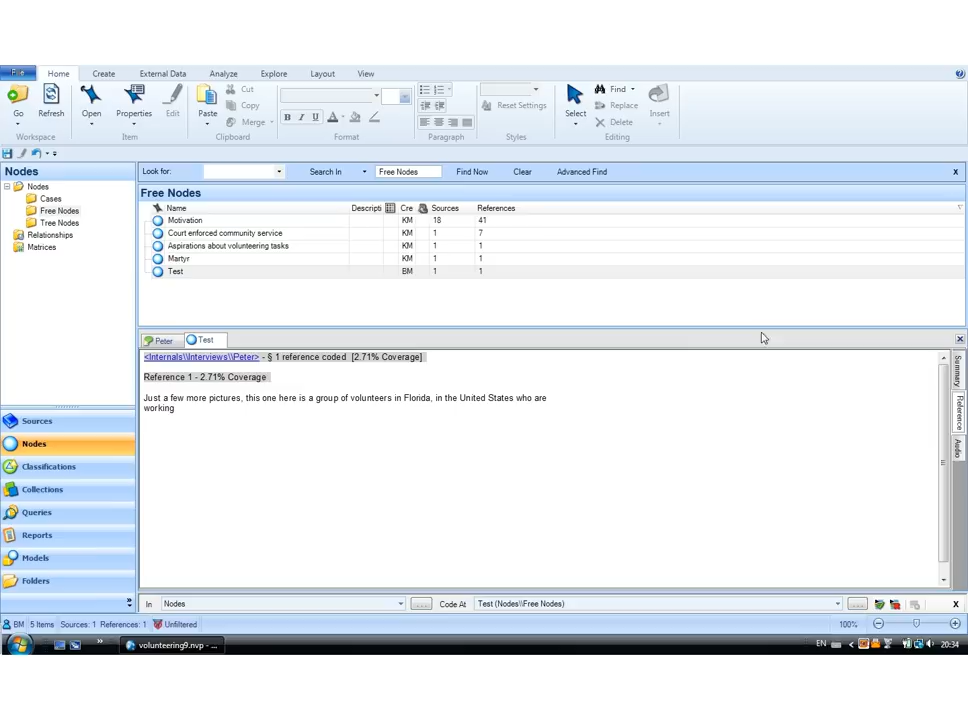 File Home Create External Data Analyze Explore Layout View
Go Refresh Open Properties Edit Paste Cut Copy Merge B I U Reset Settings Select Find Replace Delete Insert
Workspace Item Clipboard Format Paragraph Styles Editing
Nodes
Look for: Search In Free Nodes Find Now Clear Advanced Find x
Nodes
Cases
Free Nodes
Tree Nodes
Relationships
Matrices
Free Nodes
Name Descripti Cre Sources References
Motivation KM 18 41
Court enforced community service KM 1 7
Aspirations about volunteering tasks KM 1 1
Martyr KM 1 1
Test BM 1 1
Peter Test
<Internals\\Interviews\\Peter> - § 1 reference coded [2.71% Coverage]
Reference 1 - 2.71% Coverage
Just a few more pictures, this one here is a group of volunteers in Florida, in the United States who are
working
Summary
Reference
Audio
Sources
Nodes
Classifications
Collections
Queries
Reports
Models
Folders
In Nodes ... Code At Test (Nodes\\Free Nodes) ... x
BM 5 Items Sources: 1 References: 1 Unfiltered 100%
volunteering9.nvp - ... EN 20:34